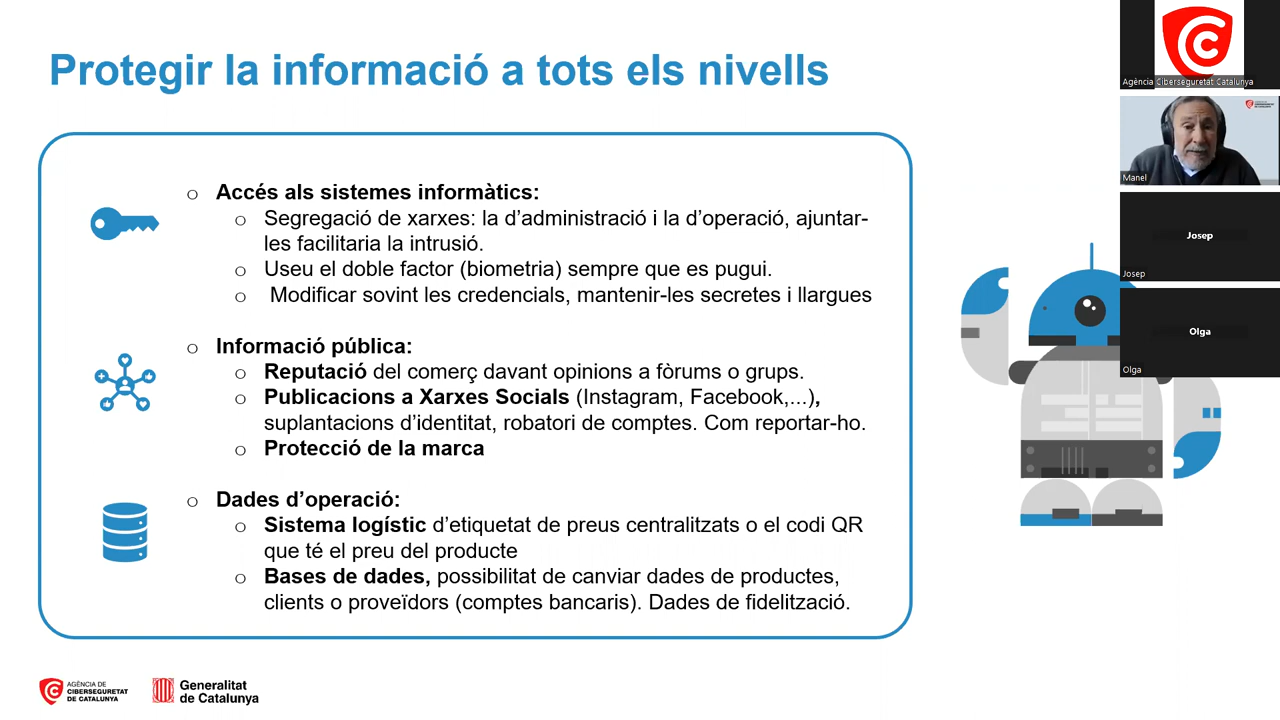 Protegir la informació a tots els nivells
o Accés als sistemes informàtics:
o Segregació de xarxes: la d’administració i la d’operació, ajuntar-
les facilitaria la intrusió.
o Useu el doble factor (biometria) sempre que es pugui.
o Modificar sovint les credencials, mantenir-les secretes i llargues
o Informació pública:
o Reputació del comerç davant opinions a fòrums o grups.
o Publicacions a Xarxes Socials (Instagram, Facebook,...),
suplantacions d’identitat, robatori de comptes. Com reportar-ho.
o Protecció de la marca
o Dades d’operació:
o Sistema logístic d’etiquetat de preus centralitzats o el codi QR
que té el preu del producte
o Bases de dades, possibilitat de canviar dades de productes,
clients o proveïdors (comptes bancaris). Dades de fidelització.
AGÈNCIA DE
CIBERSEGURETAT
DE CATALUNYA
Generalitat
de Catalunya
Agència Ciberseguretat Catalunya
Manel
Josep
Josep
Olga
Olga